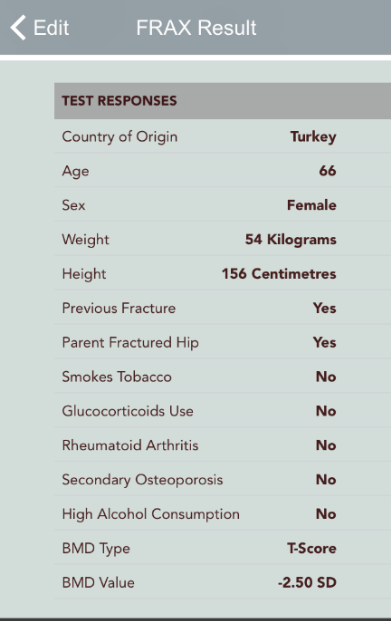 Edit FRAX Result
TEST RESPONSES
Country of Origin Turkey
Age 66
Sex Female
Weight 54 Kilograms
Height 156 Centimetres
Previous Fracture Yes
Parent Fractured Hip Yes
Smokes Tobacco No
Glucocorticoids Use No
Rheumatoid Arthritis No
Secondary Osteoporosis No
High Alcohol Consumption No
BMD Type T-Score
BMD Value -2.50 SD